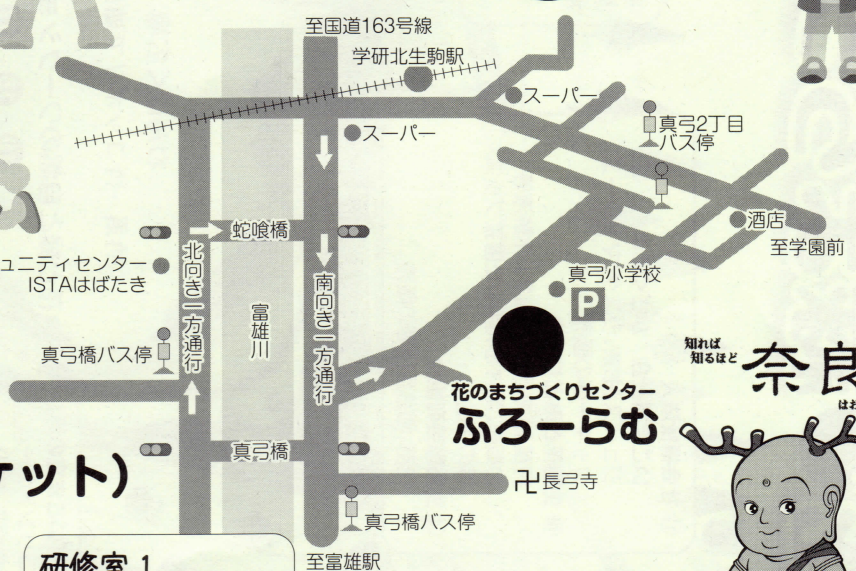 至国道163号線
学研北生駒駅
スーパー
スーパー
真弓2丁目
バス停
酒店
至学園前
蛇喰橋
ュニティセンター
ISTAはばたき
北向き一方通行
富雄川
南向き一方通行
真弓小学校
P
真弓橋バス停
花のまちづくりセンター
ふろーらむ
知れば
知るほど
奈良
はお
真弓橋
ケット）
卍長弓寺
真弓橋バス停
研修室 1
至富雄駅